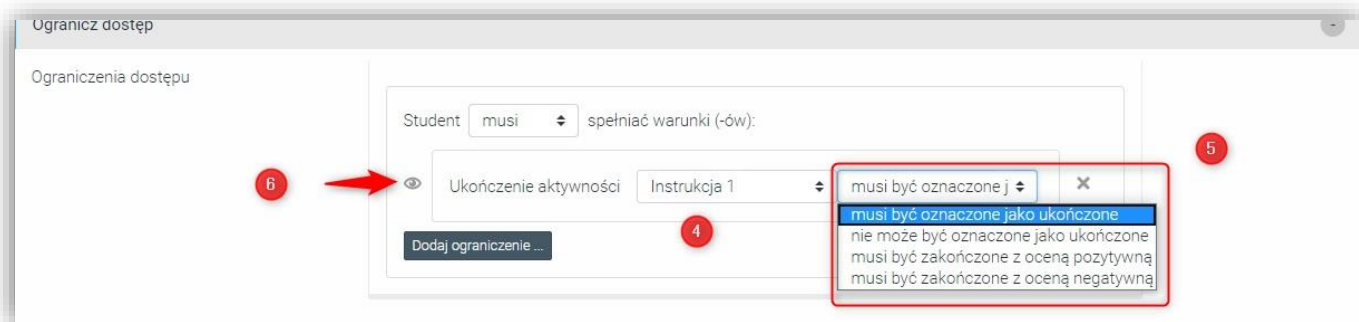 Ogranicz dostęp
Ograniczenia dostępu
Student musi spełniać warunki (-ów):
5
6 Ukończenie aktywności Instrukcja 1 musi być oznaczone j
musi być oznaczone jako ukończone
4 nie może być oznaczone jako ukończone
Dodaj ograniczenie ... musi być zakończone z oceną pozytywną
musi być zakończone z oceną negatywną